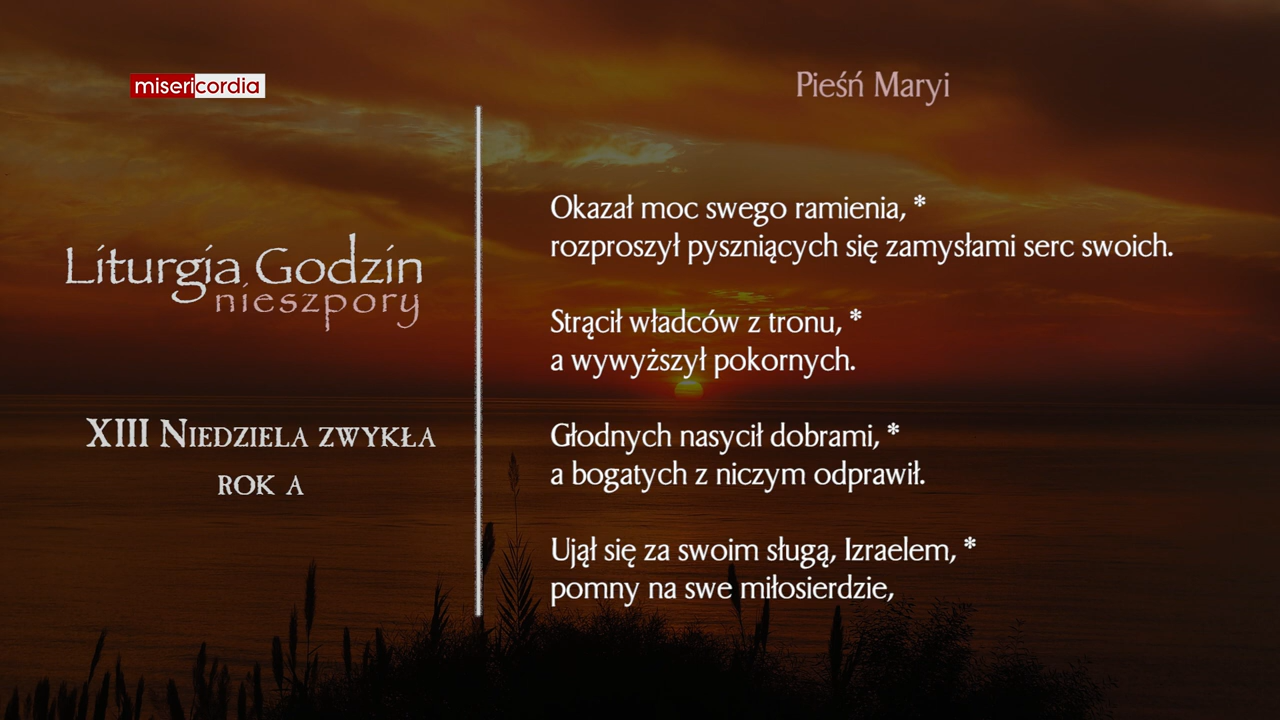 misericordia
Liturgia Godzin
nieszpory
XIII Niedziela zwykła
rok A
Pieśń Maryi
Okazał moc swego ramienia, *
rozproszył pyszniących się zamysłami serc swoich.
Strącił władców z tronu, *
a wywyższył pokornych.
Głodnych nasycił dobrami, *
a bogatych z niczym odprawił.
Ujął się za swoim sługą, Izraelem, *
pomny na swe miłosierdzie,